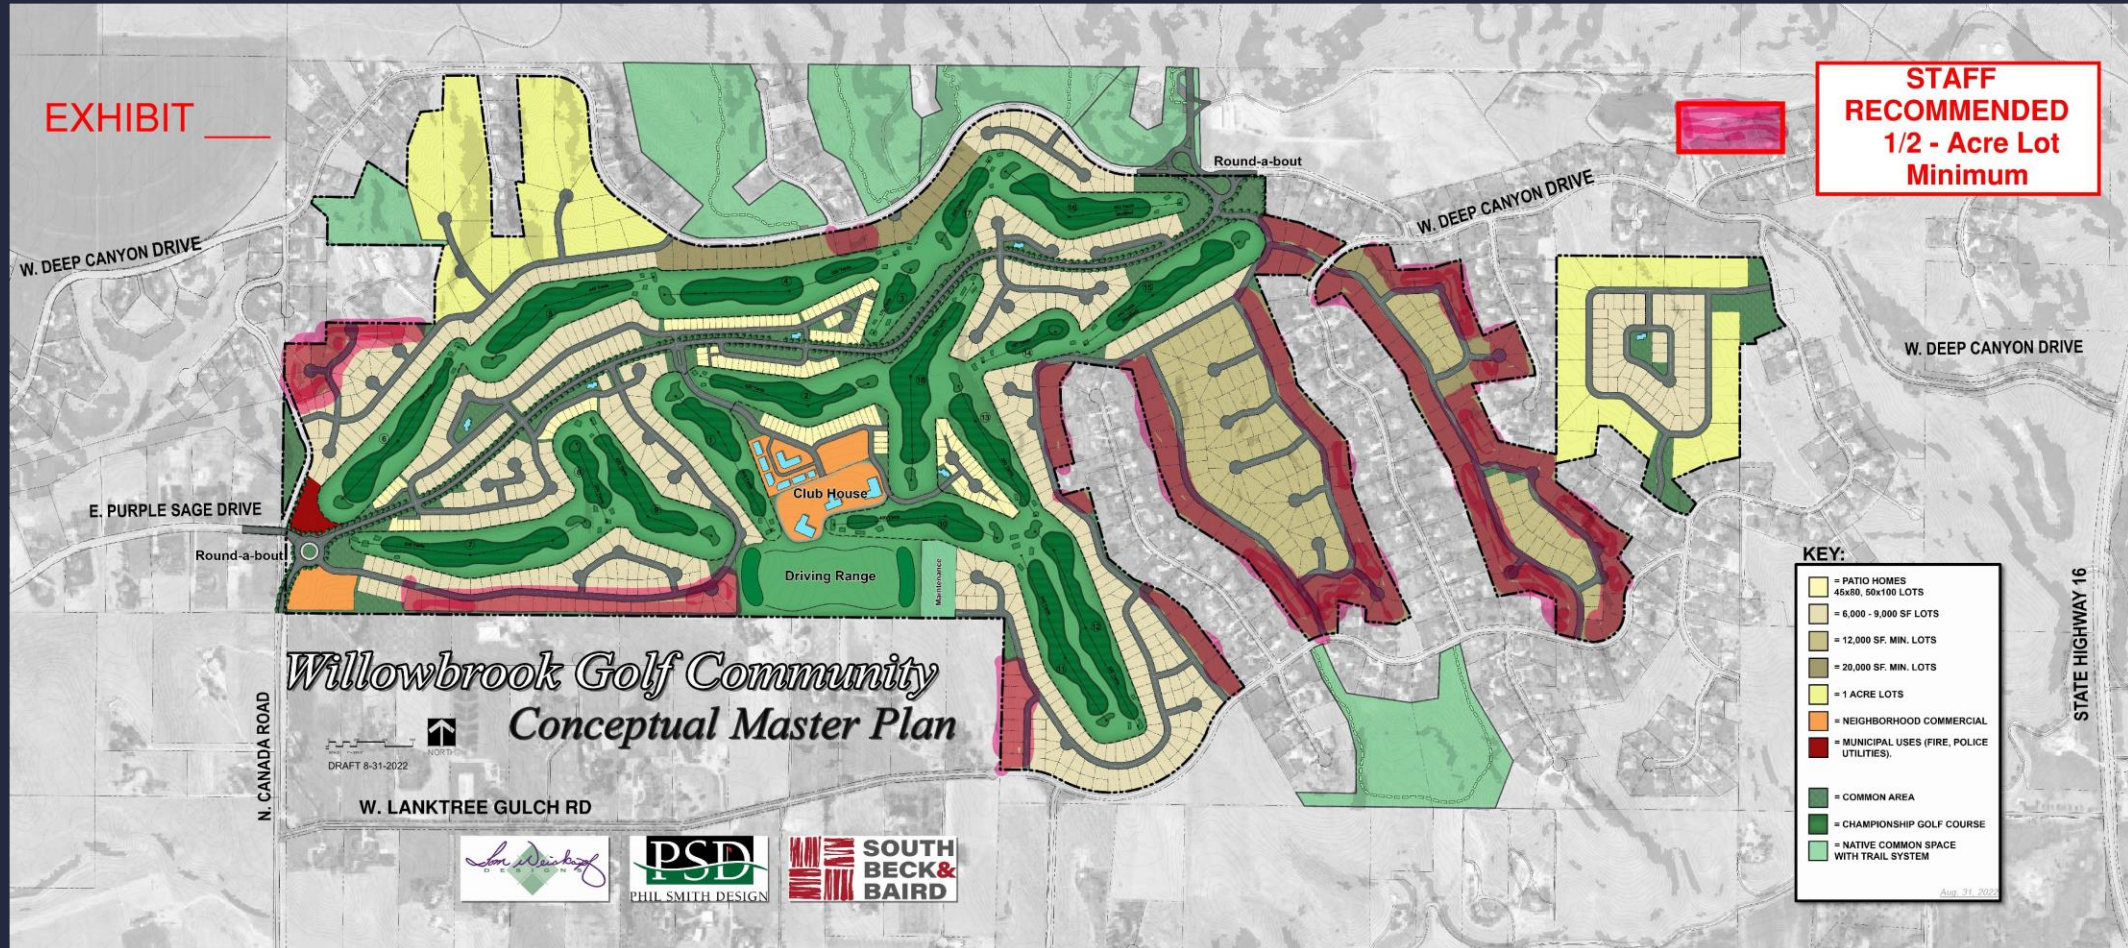 EXHIBIT ___
STAFF
RECOMMENDED
1/2 - Acre Lot
Minimum
Round-a-bout
W. DEEP CANYON DRIVE
W. DEEP CANYON DRIVE
W. DEEP CANYON DRIVE
E. PURPLE SAGE DRIVE
Round-a-bout
Club House
Driving Range
Maintenance
Willowbrook Golf Community
Conceptual Master Plan
NORTH
DRAFT 8-31-2022
N. CANADA ROAD
W. LANKTREE GULCH RD
STATE HIGHWAY 16
PSD
PHIL SMITH DESIGN
SOUTH
BECK&
BAIRD
DESIGNS
KEY:
= PATIO HOMES
45x80, 50x100 LOTS
= 6,000 - 9,000 SF LOTS
= 12,000 SF. MIN. LOTS
= 20,000 SF. MIN. LOTS
= 1 ACRE LOTS
= NEIGHBORHOOD COMMERCIAL
= MUNICIPAL USES (FIRE, POLICE
UTILITIES).
= COMMON AREA
= CHAMPIONSHIP GOLF COURSE
= NATIVE COMMON SPACE
WITH TRAIL SYSTEM
Aug. 31, 2022